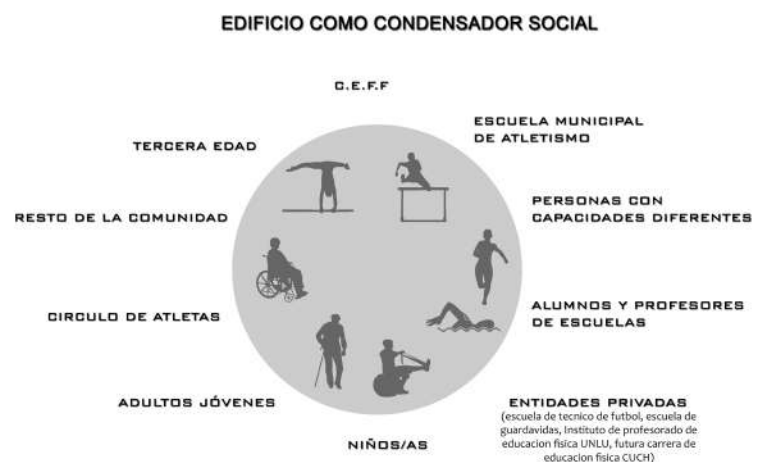 EDIFICIO COMO CONDENSADOR SOCIAL
C.E.F.F
ESCUELA MUNICIPAL
DE ATLETISMO
TERCERA EDAD
PERSONAS CON
CAPACIDADES DIFERENTES
RESTO DE LA COMUNIDAD
ALUMNOS Y PROFESORES
DE ESCUELAS
CIRCULO DE ATLETAS
ADULTOS JÓVENES
ENTIDADES PRIVADAS
(escuela de tecnico de futbol, escuela de
guardavidas, Instituto de profesorado de
educacion fisica UNLU, futura carrera de
educacion fisica CUCH)
NIÑOS/AS